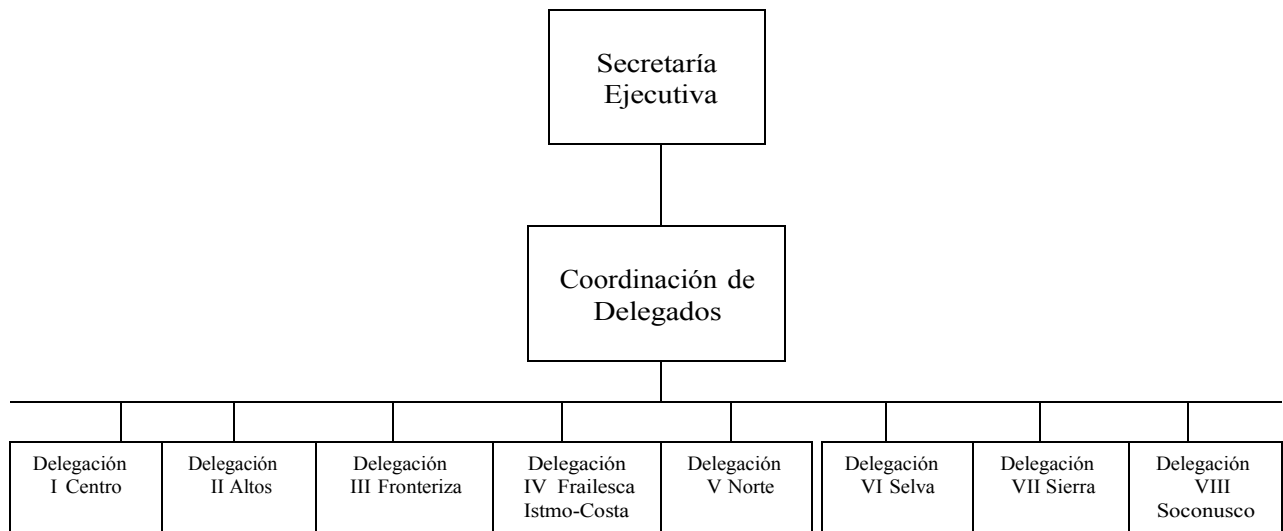 Secretaría
Ejecutiva
Coordinación de
Delegados
Delegación
I Centro
Delegación
II Altos
Delegación
III Fronteriza
Delegación
IV Frailesca
Istmo-Costa
Delegación
V Norte
Delegación
VI Selva
Delegación
VII Sierra
Delegación
VIII
Soconusco